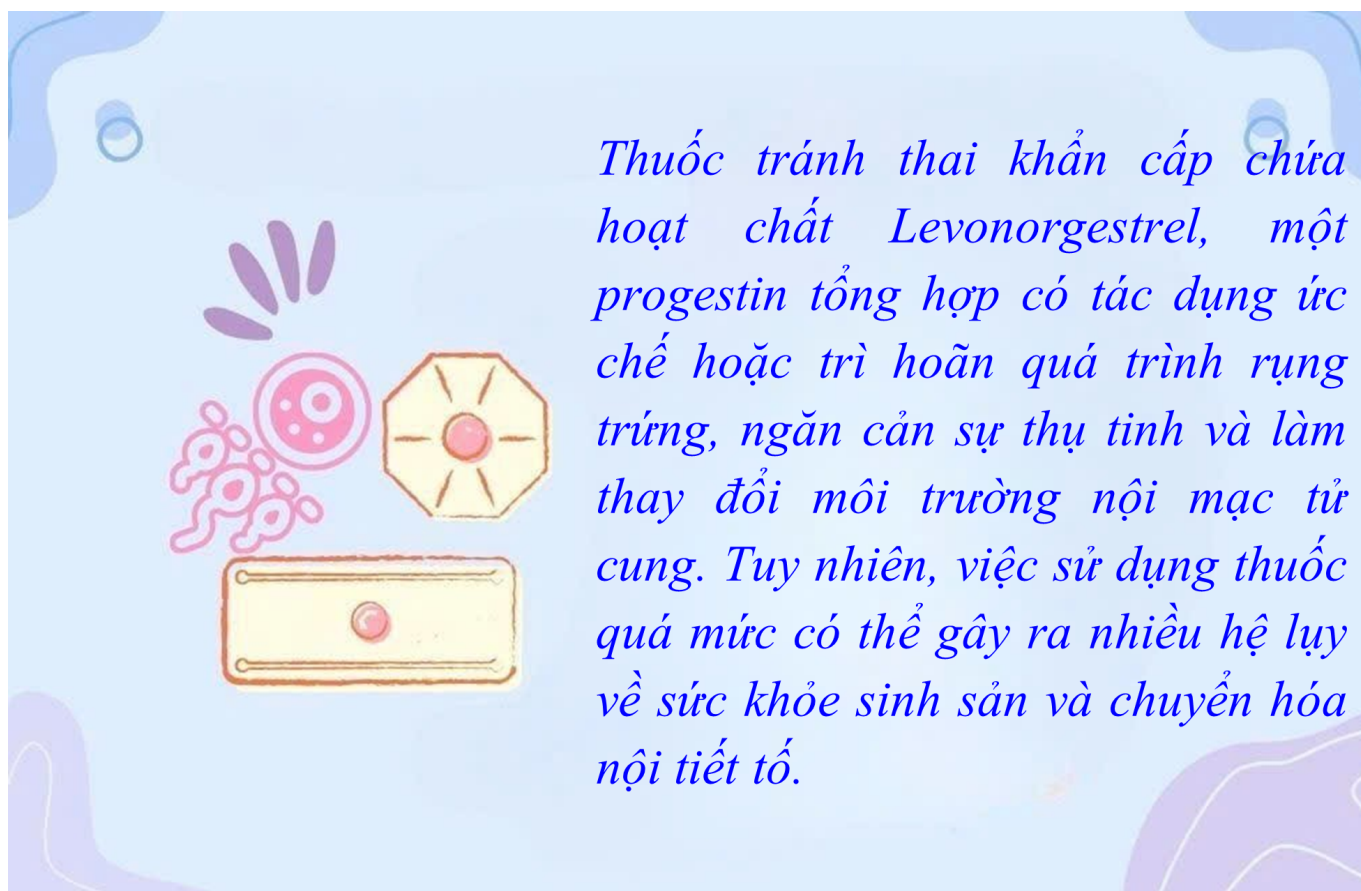 Thuốc tránh thai khẩn cấp chứa
hoạt chất Levonorgestrel, một
progestin tổng hợp có tác dụng ức
chế hoặc trì hoãn quá trình rụng
trứng, ngăn cản sự thụ tinh và làm
thay đổi môi trường nội mạc tử
cung. Tuy nhiên, việc sử dụng thuốc
quá mức có thể gây ra nhiều hệ lụy
về sức khỏe sinh sản và chuyển hóa
nội tiết tố.